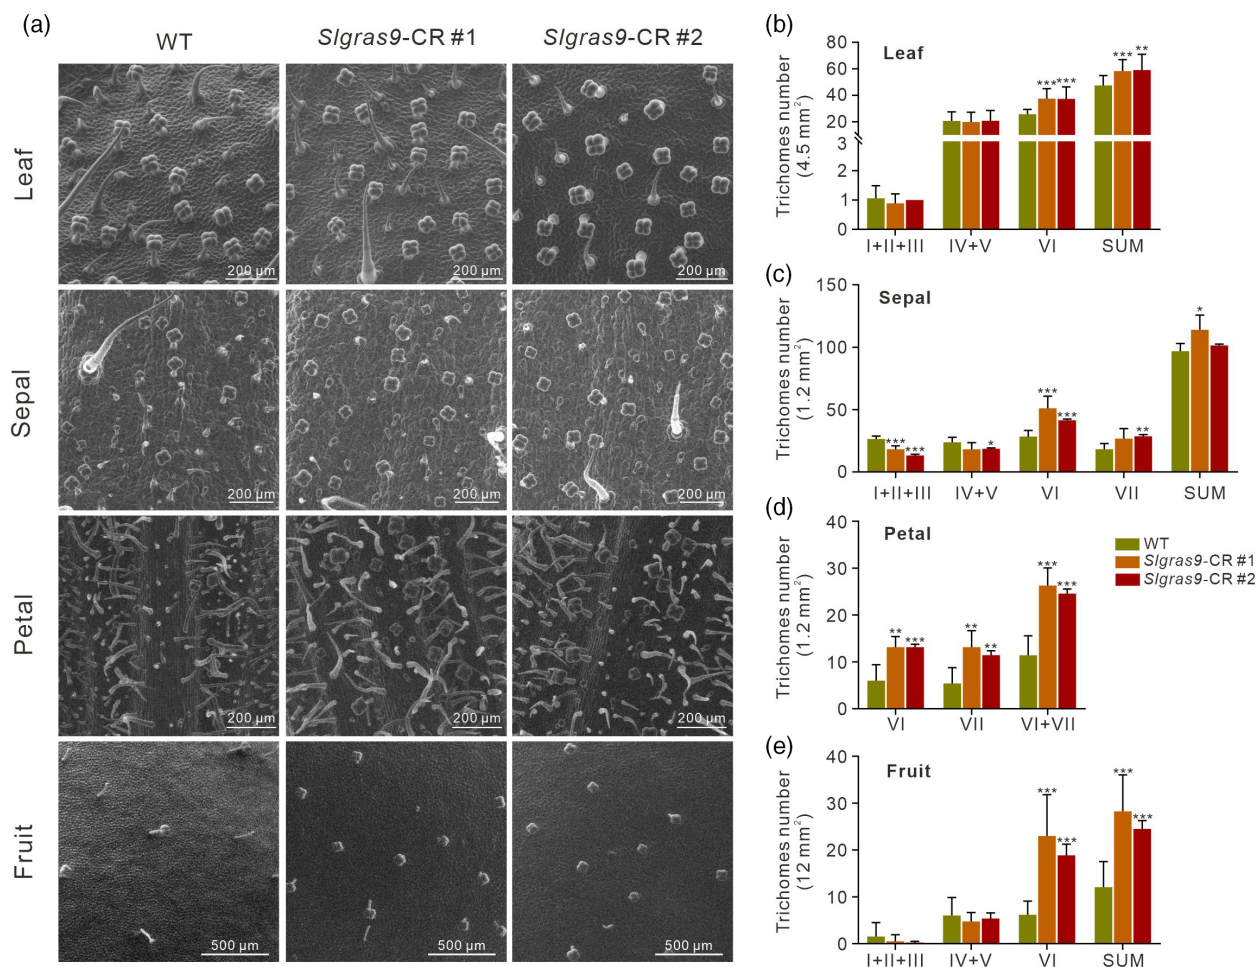 (a)
WT
Slgras9-CR #1
Slgras9-CR #2
Leaf
200 μm
200 μm
200 μm
Sepal
200 μm
200 μm
200 μm
Petal
200 μm
200 μm
200 μm
Fruit
500 μm
500 μm
500 μm
(b)
Leaf
Trichomes number
(4.5 mm²)
80
60
40
20
3
2
1
0
*** ***
*** **
I+II+III IV+V VI SUM
(c)
Sepal
Trichomes number
(1.2 mm²)
150
100
50
0
*** ***
*
*** ***
**
*
I+II+III IV+V VI VII SUM
(d)
Petal
Trichomes number
(1.2 mm²)
40
30
20
10
0
** ***
** **
*** ***
VI VII VI+VII
WT
Slgras9-CR #1
Slgras9-CR #2
(e)
Fruit
Trichomes number
(12 mm²)
40
30
20
10
0
*** ***
*** ***
I+II+III IV+V VI SUM